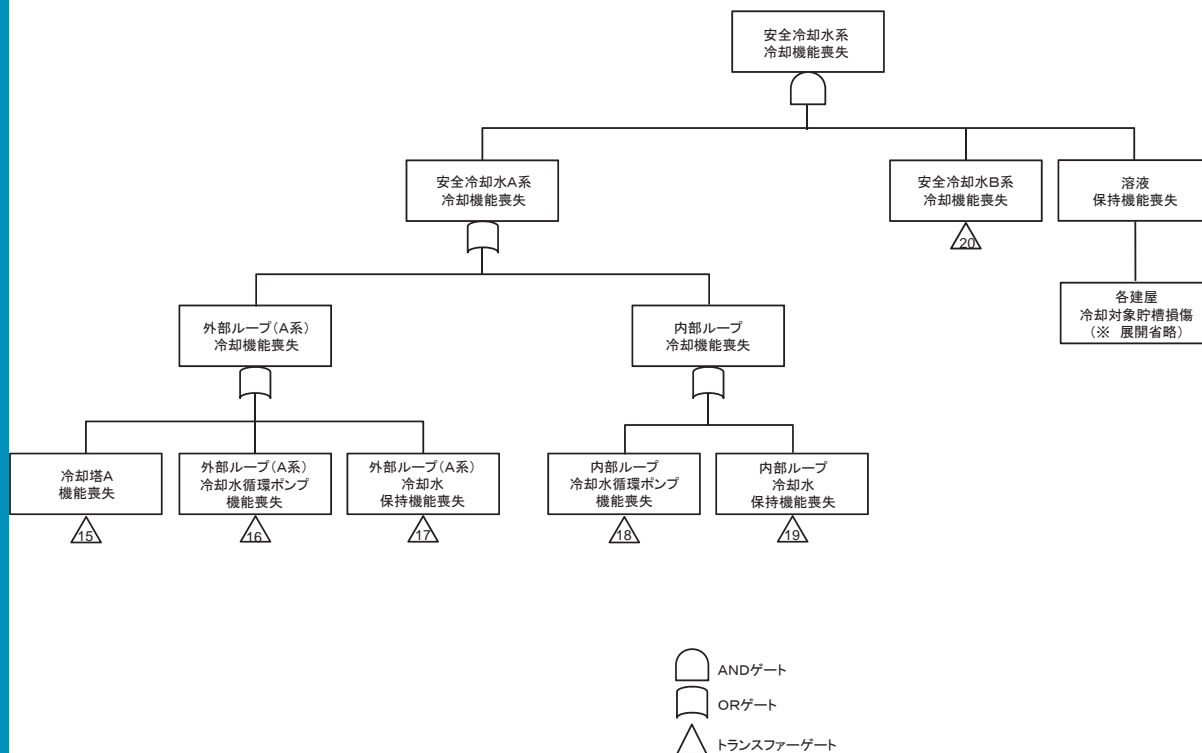 安全冷却水系
冷却機能喪失
安全冷却水A系
冷却機能喪失
安全冷却水B系
冷却機能喪失
20
溶液
保持機能喪失
各建屋
冷却対象貯槽損傷
(※ 展開省略)
外部ループ(A系)
冷却機能喪失
内部ループ
冷却機能喪失
冷却塔A
機能喪失
15
外部ループ(A系)
冷却水循環ポンプ
機能喪失
16
外部ループ(A系)
冷却水
保持機能喪失
17
内部ループ
冷却水循環ポンプ
機能喪失
18
内部ループ
冷却水
保持機能喪失
19
ANDゲート
ORゲート
トランスファーゲート